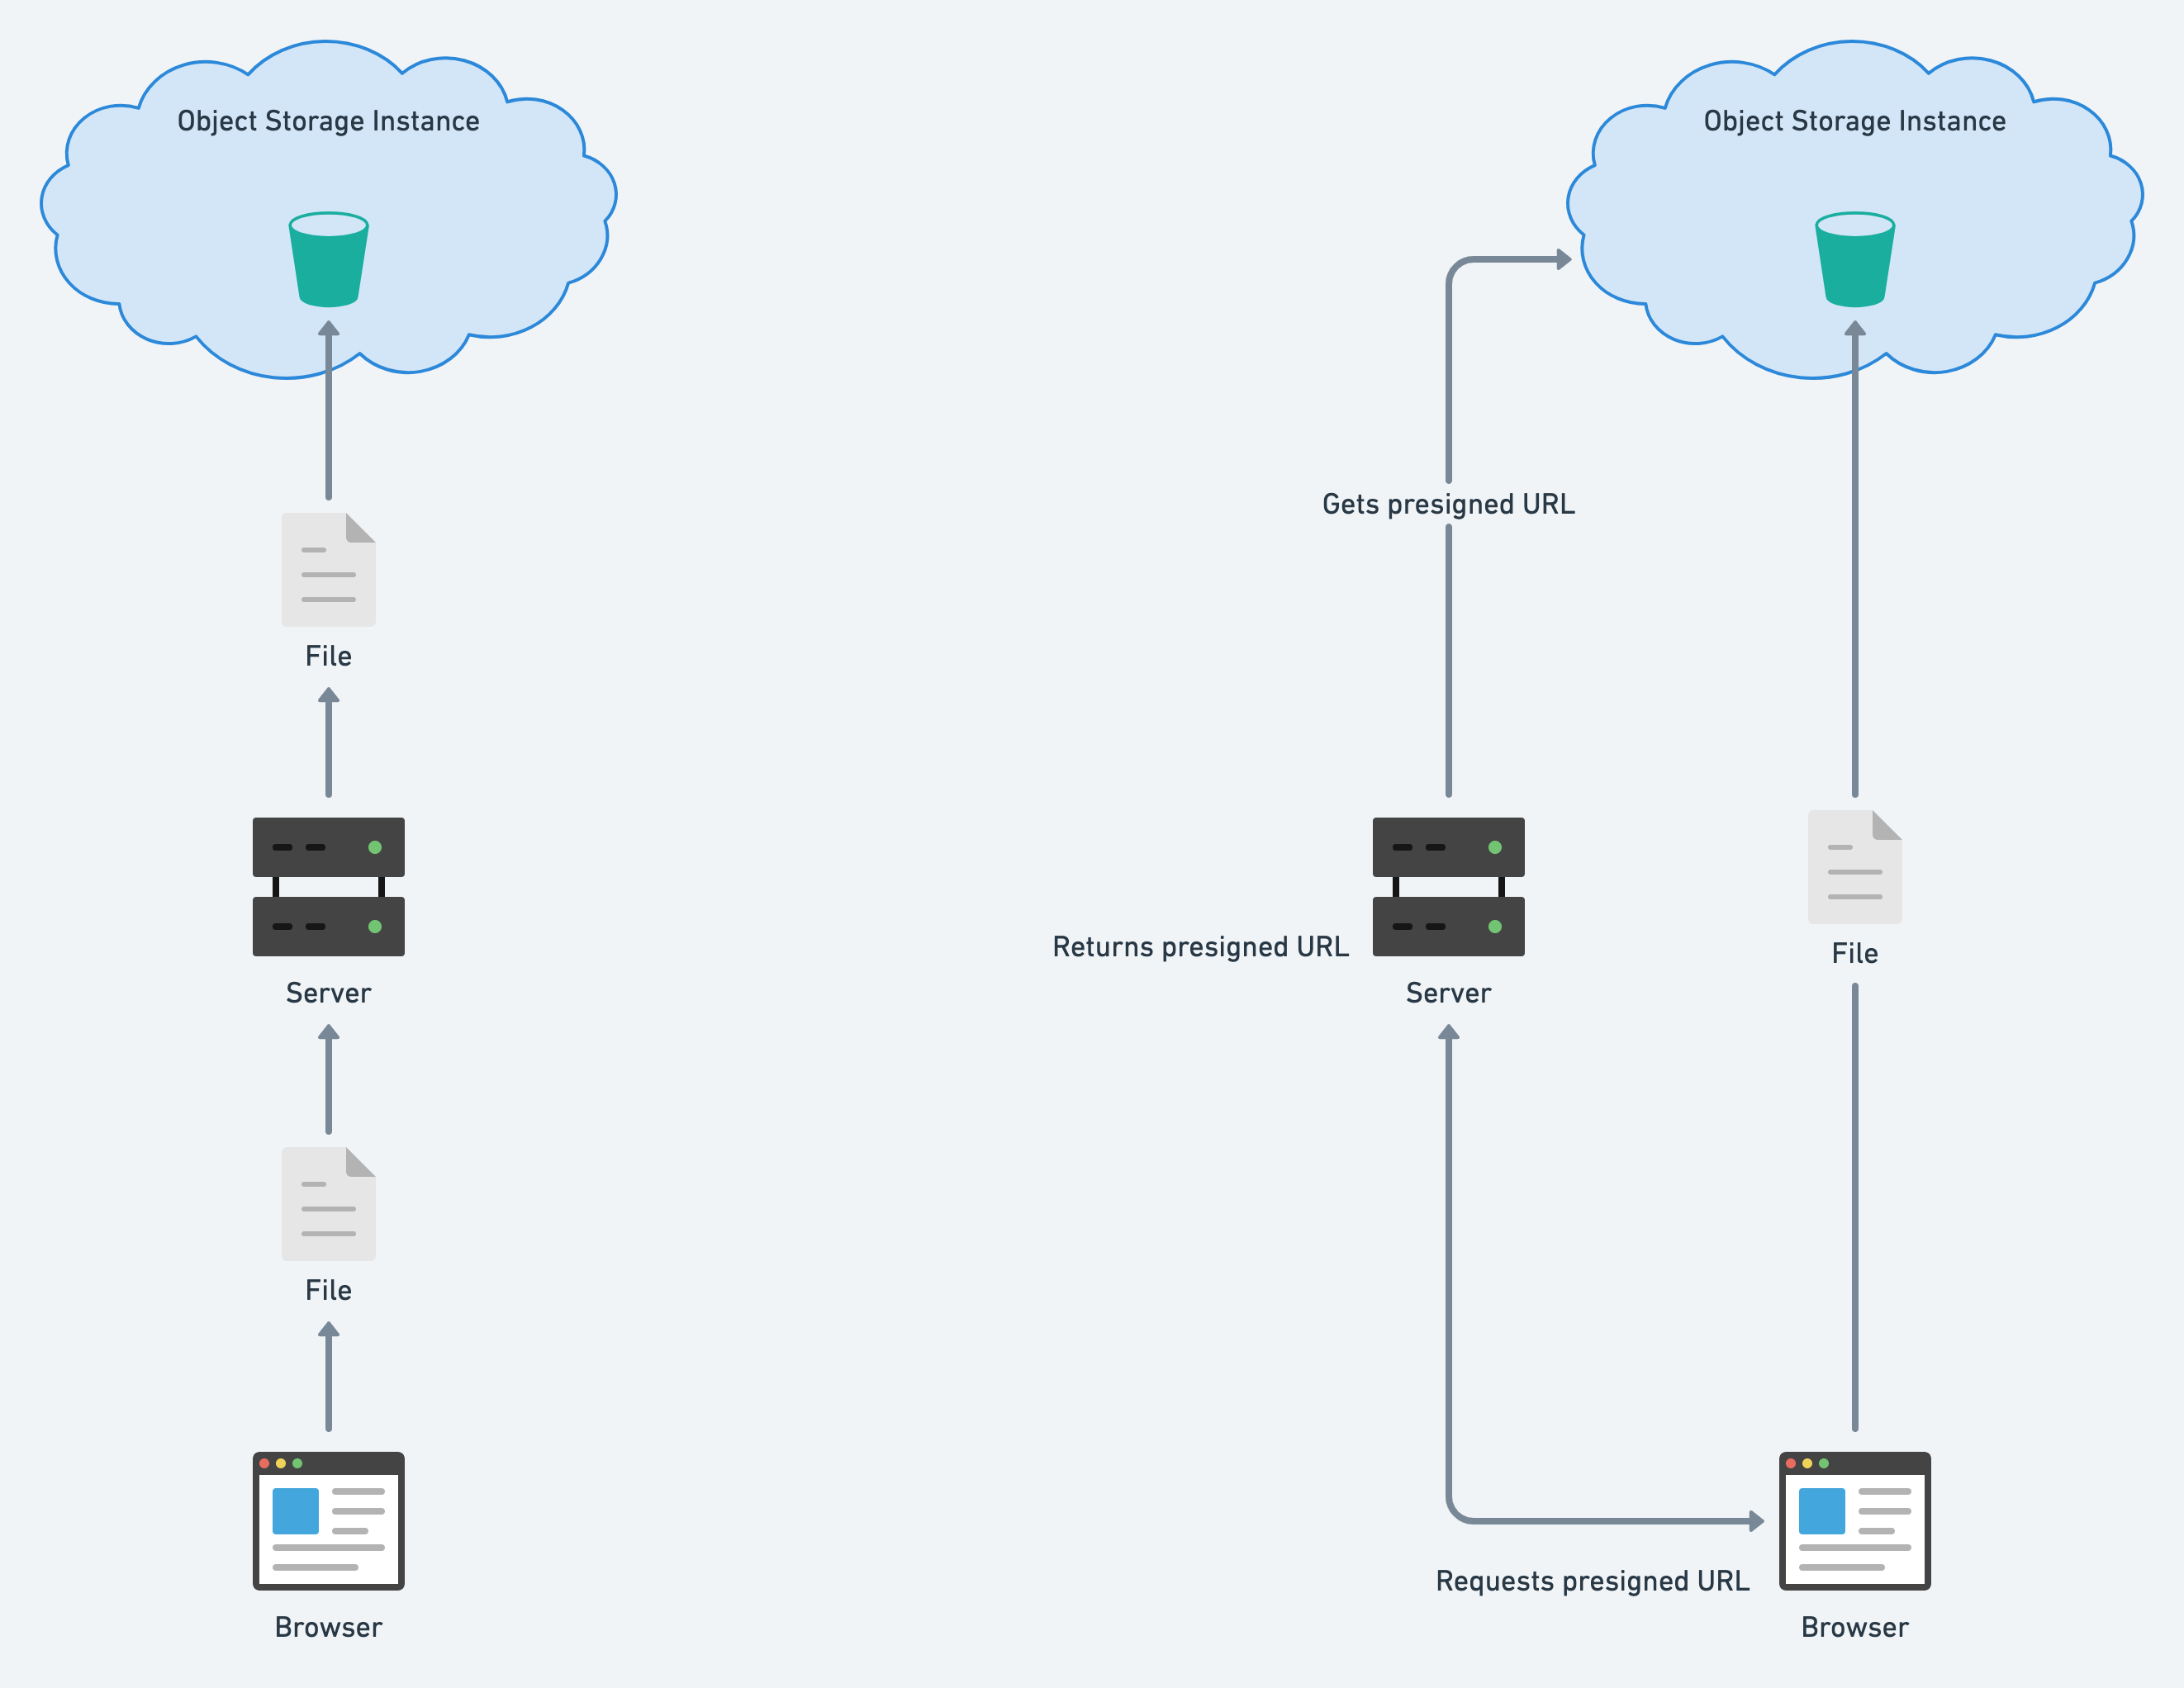 Object Storage Instance
File
Server
File
Browser
Object Storage Instance
Gets presigned URL
Returns presigned URL
Server
File
Requests presigned URL
Browser